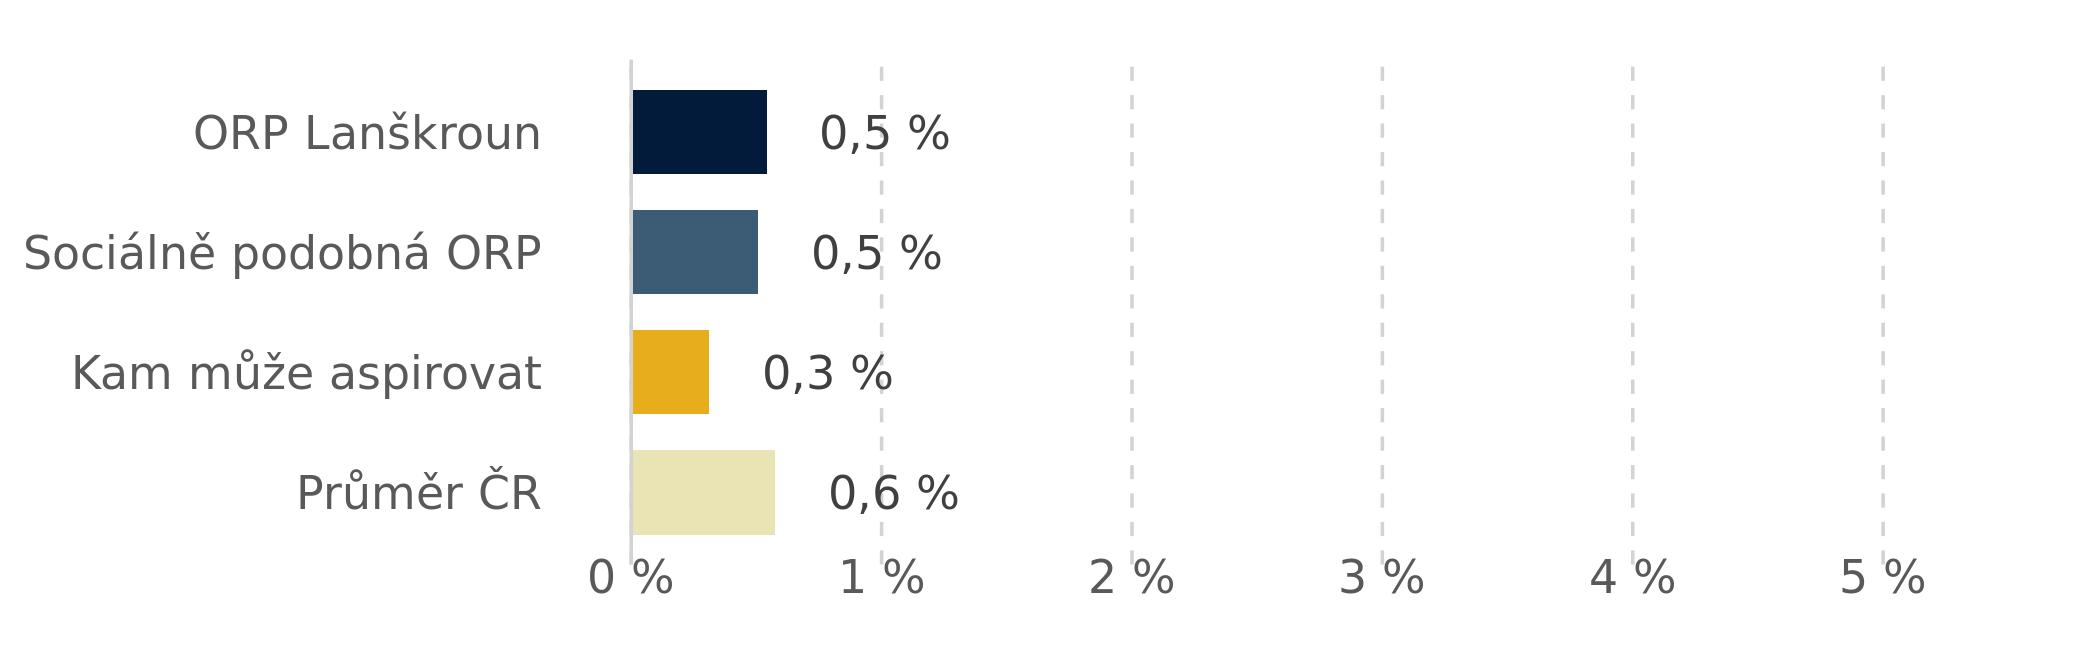 ORP Lanškroun 0,5 %
Sociálně podobná ORP 0,5 %
Kam může aspirovat 0,3 %
Průměr ČR 0,6 %
0 % 1 % 2 % 3 % 4 % 5 %